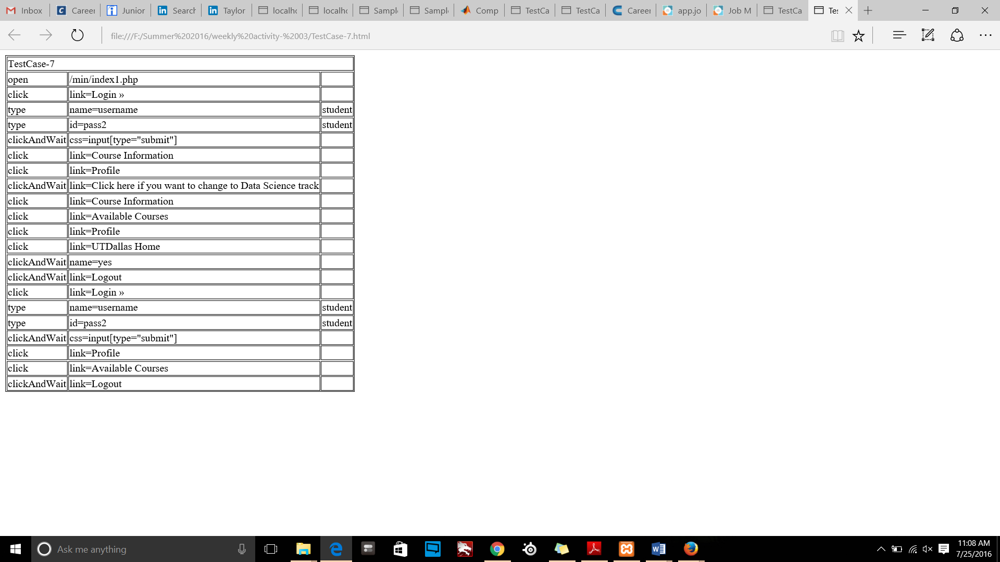 Inbox Career Junior Search Taylor localho localho Sampl Sampl Comp TestCa TestCa Career app.jo Job M TestCa Tes
file:///F:/Summer%202016/weekly%20activity-%2003/TestCase-7.html
TestCase-7
open /min/index1.php
click link=Login »
type name=username student
type id=pass2 student
clickAndWait css=input[type="submit"]
click link=Course Information
click link=Profile
clickAndWait link=Click here if you want to change to Data Science track
click link=Course Information
click link=Available Courses
click link=Profile
click link=UTDallas Home
clickAndWait name=yes
clickAndWait link=Logout
click link=Login »
type name=username student
type id=pass2 student
clickAndWait css=input[type="submit"]
click link=Profile
click link=Available Courses
clickAndWait link=Logout
Ask me anything
11:08 AM
7/25/2016